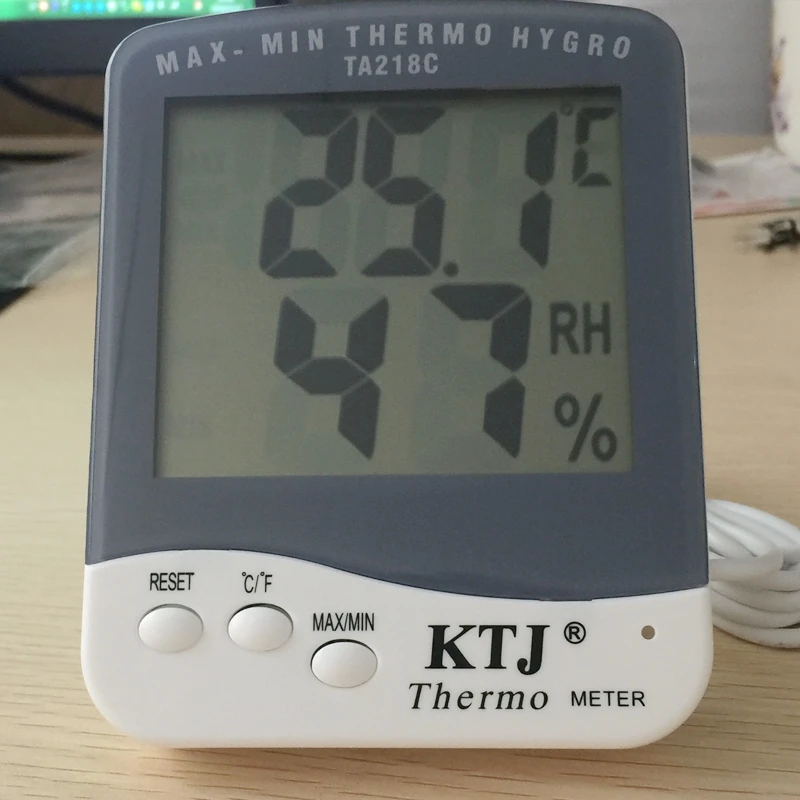 MAX- MIN THERMO HYGRO
TA218C
25.1°C
47 RH %
RESET
°C/°F
MAX/MIN
KTJ®
Thermo METER